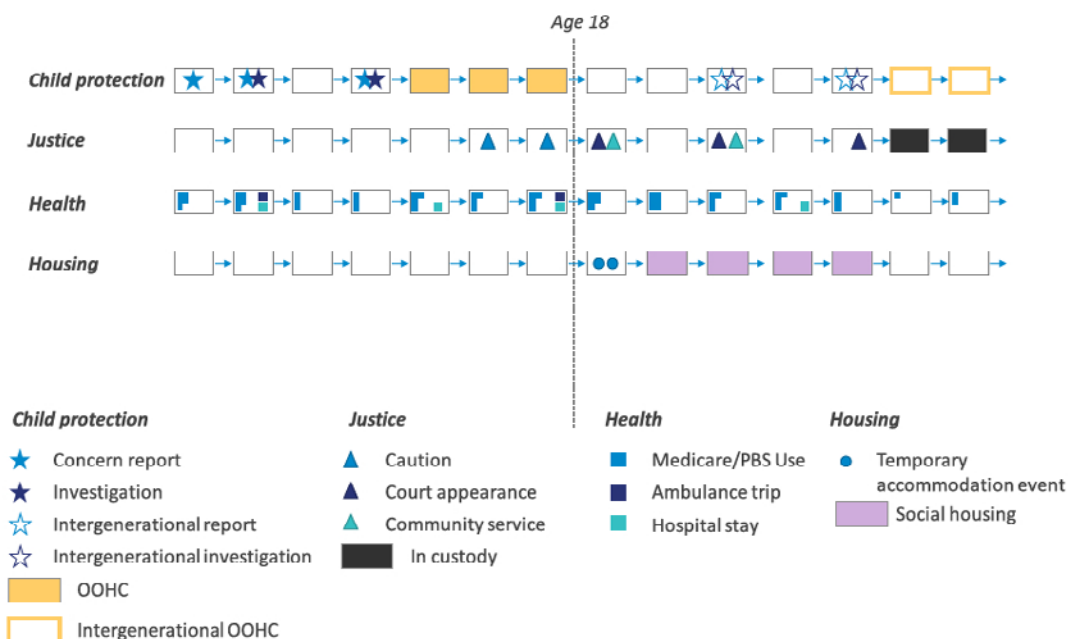 Age 18
Child protection
Justice
Health
Housing
Child protection
Concern report
Investigation
Intergenerational report
Intergenerational investigation
OOHC
Intergenerational OOHC
Justice
Caution
Court appearance
Community service
In custody
Health
Medicare/PBS Use
Ambulance trip
Hospital stay
Housing
Temporary
accommodation event
Social housing